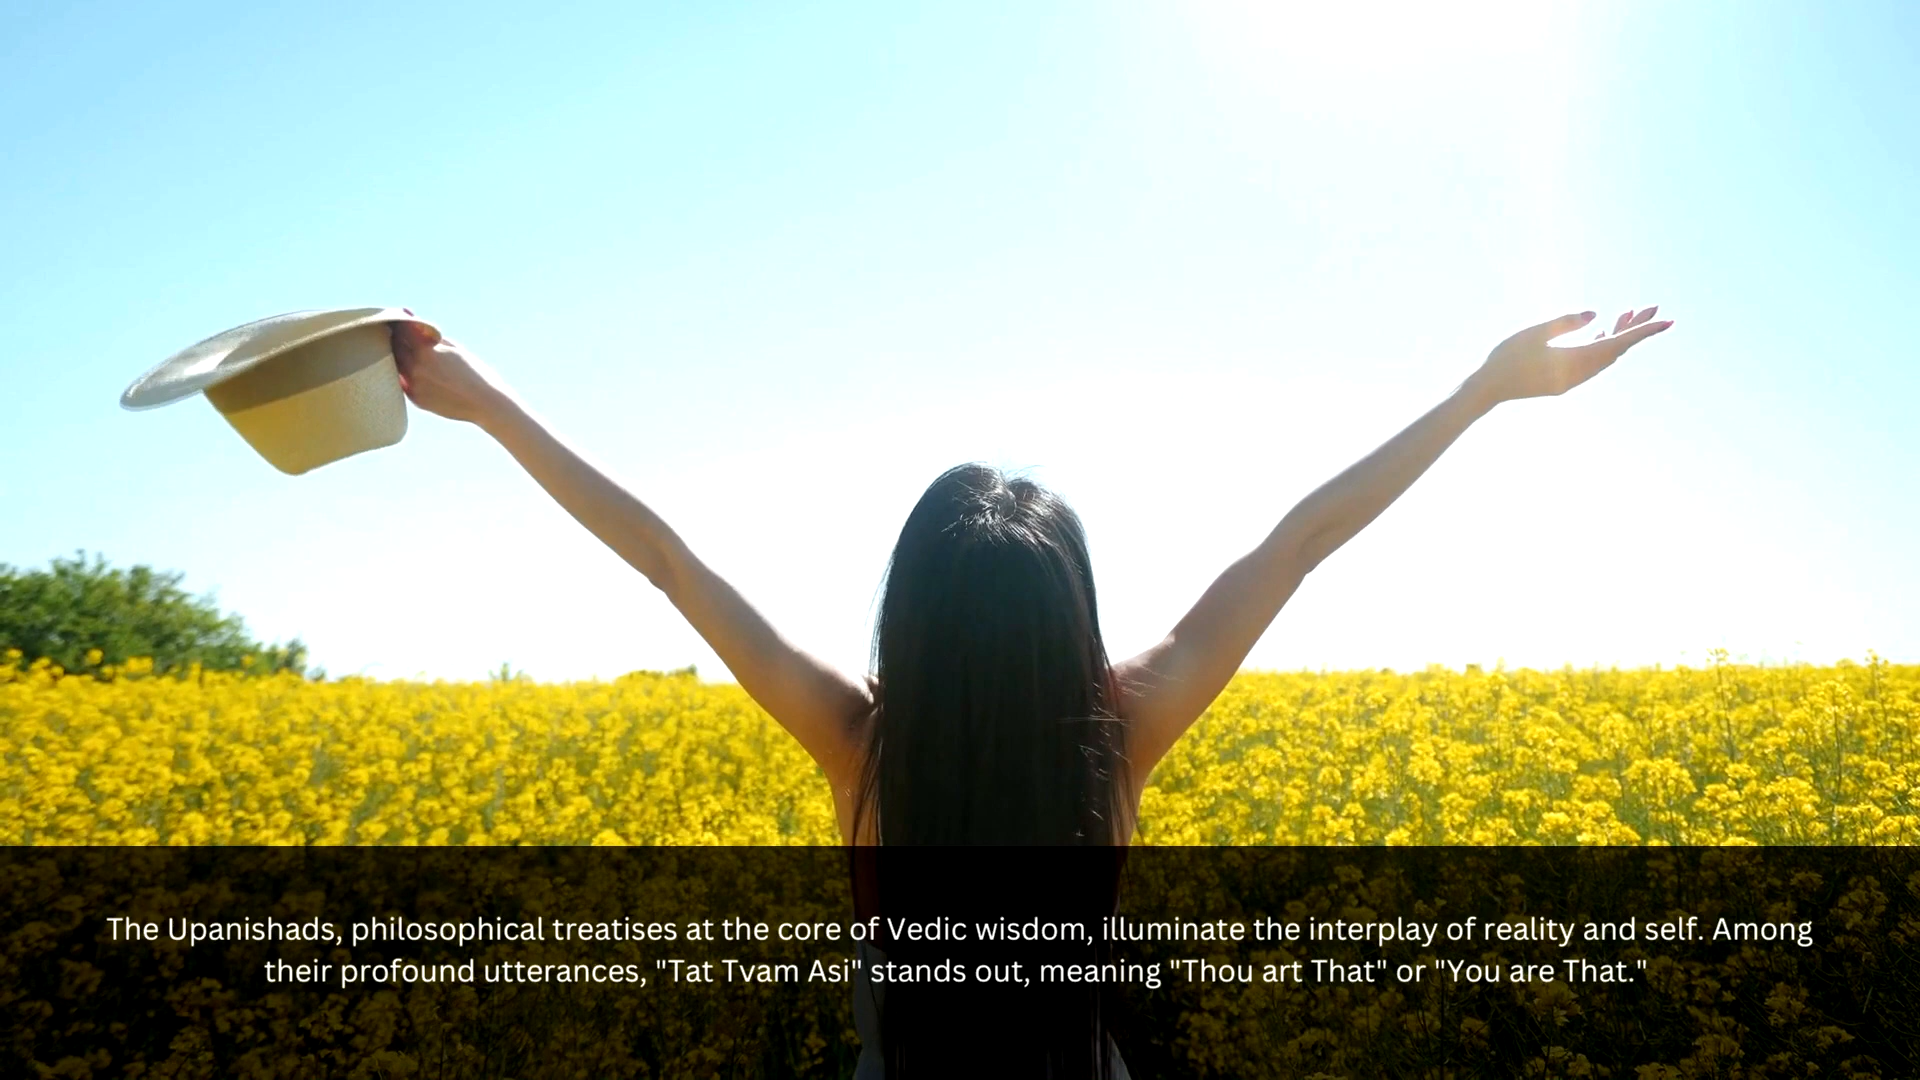 The Upanishads, philosophical treatises at the core of Vedic wisdom, illuminate the interplay of reality and self. Among
their profound utterances, "Tat Tvam Asi" stands out, meaning "Thou art That" or "You are That."